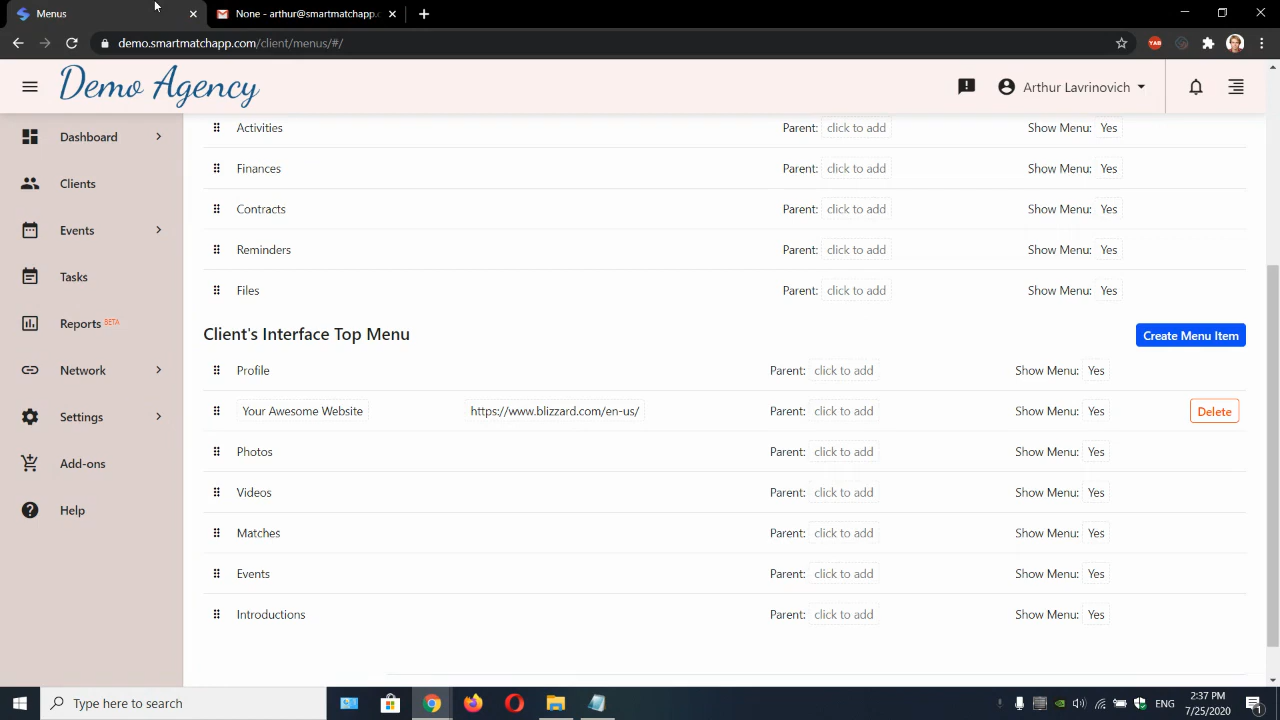 Menus
None - arthur@smartmatchapp.c
demo.smartmatchapp.com/client/menus/#/
YAB
Demo Agency
Arthur Lavrinovich
Dashboard
Clients
Events
Tasks
Reports BETA
Network
Settings
Add-ons
Help
Activities Parent: click to add Show Menu: Yes
Finances Parent: click to add Show Menu: Yes
Contracts Parent: click to add Show Menu: Yes
Reminders Parent: click to add Show Menu: Yes
Files Parent: click to add Show Menu: Yes
Client's Interface Top Menu Create Menu Item
Profile Parent: click to add Show Menu: Yes
Your Awesome Website https://www.blizzard.com/en-us/ Parent: click to add Show Menu: Yes Delete
Photos Parent: click to add Show Menu: Yes
Videos Parent: click to add Show Menu: Yes
Matches Parent: click to add Show Menu: Yes
Events Parent: click to add Show Menu: Yes
Introductions Parent: click to add Show Menu: Yes
Type here to search
2:37 PM
7/25/2020
1